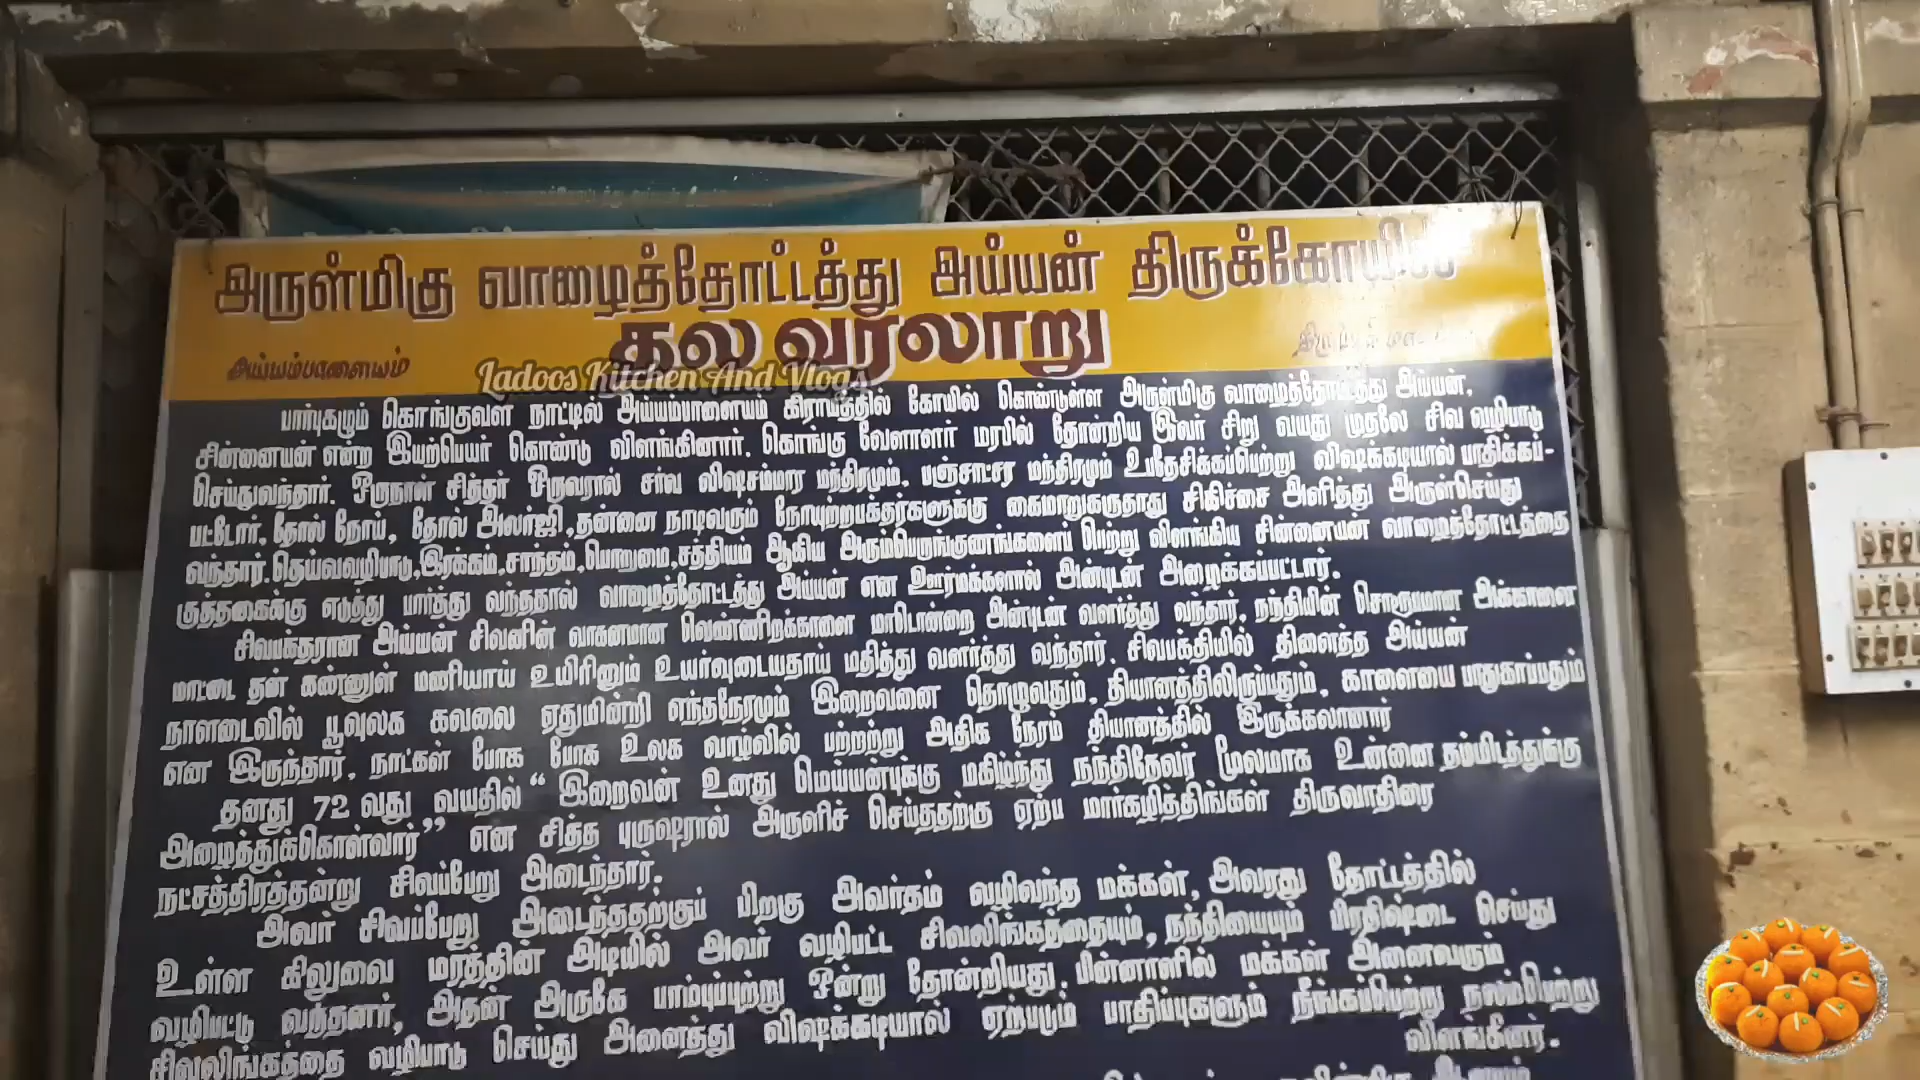 அருள்மிகு வாழைத்தோட்டத்து அய்யன்
தல வரலாறு
அய்யம்பாளையம்
Ladoos Kitchen And Vlogs
பார்புகழும் கொங்குவள நாட்டில் அய்யம்பாளையம் கிராமத்தில் கோயில் கொண்டுள்ள அருள்மிகு வாழைத்தோட்டத்து அய்யன்,
சின்னையன் என்ற இயற்பெயர் கொண்டு விளங்கினார். கொங்கு வேளாளர் மரபில் தோன்றிய இவர் சிறு வயது முதலே சிவ வழிபாடு
செய்துவந்தார். ஒருநாள் சித்தர் ஒருவரால் சர்வ விஷசம்மார மந்திரமும், பஞ்சாட்சர மந்திரமும் உபதேசிக்கப்பெற்று விஷக்கடியால் பாதிக்கப்-
பட்டோர், தோல் நோய், தோல் அலர்ஜி, தன்னை நாடிவரும் நோயுற்றபக்தர்களுக்கு கைமாறுகருதாது சிகிச்சை அளித்து அருள்செய்து
வந்தார். தெய்வவழிபாடு, இரக்கம், சாந்தம், பொறுமை, சத்தியம் ஆகிய அரும்பெருங்குணங்களைப் பெற்று விளங்கிய சின்னையன் வாழைத்தோட்டத்தை
குத்தகைக்கு எடுத்து பார்த்து வந்ததால் வாழைத்தோட்டத்து அய்யன் என ஊர்மக்களால் அன்புடன் அழைக்கப்பட்டார்.
சிவபக்தரான அய்யன் சிவனின் வாகனமான வெண்ணிறக்காளை மாடொன்றை அன்புடன் வளர்த்து வந்தார். நந்தியின் சொரூபமான அக்காளை
மாட்டை தன் கண்ணுள் மணியாய் உயிரினும் உயர்வுடையதாய் மதித்து வளர்த்து வந்தார். சிவபக்தியில் திளைத்த அய்யன்
நாளடைவில் பூவுலக கவலை ஏதுமின்றி எந்தநேரமும் இறைவனை தொழுவதும், தியானத்திலிருப்பதும், காளையை பாதுகாப்பதும்
என இருந்தார். நாட்கள் போக போக உலக வாழ்வில் பற்றற்று அதிக நேரம் தியானத்தில் இருக்கலானார்
தனது 72 வது வயதில் “இறைவன் உனது மெய்யன்புக்கு மகிழ்ந்து நந்திதேவர் மூலமாக உன்னை தம்மிடத்துக்கு
அழைத்துக்கொள்வார்” என சித்த புருஷரால் அருளிச் செய்ததற்கு ஏற்ப மார்கழித்திங்கள் திருவாதிரை
நட்சத்திரத்தன்று சிவப்பேறு அடைந்தார்.
அவர் சிவப்பேறு அடைந்ததற்குப் பிறகு அவர்தம் வழிவந்த மக்கள், அவரது தோட்டத்தில்
உள்ள கிலுவை மரத்தின் அடியில் அவர் வழிபட்ட சிவலிங்கத்தையும், நந்தியையும் பிரதிஷ்டை செய்து
வழிபட்டு வந்தனர், அதன் அருகே பாம்புப்புற்று ஒன்று தோன்றியது. பின்னாளில் மக்கள் அனைவரும்
சிவலிங்கத்தை வழிபாடு செய்து அனைத்து விஷக்கடியால் ஏற்படும் பாதிப்புகளும் நீங்கப்பெற்று நலம்பெற்று
விளங்கினர்.